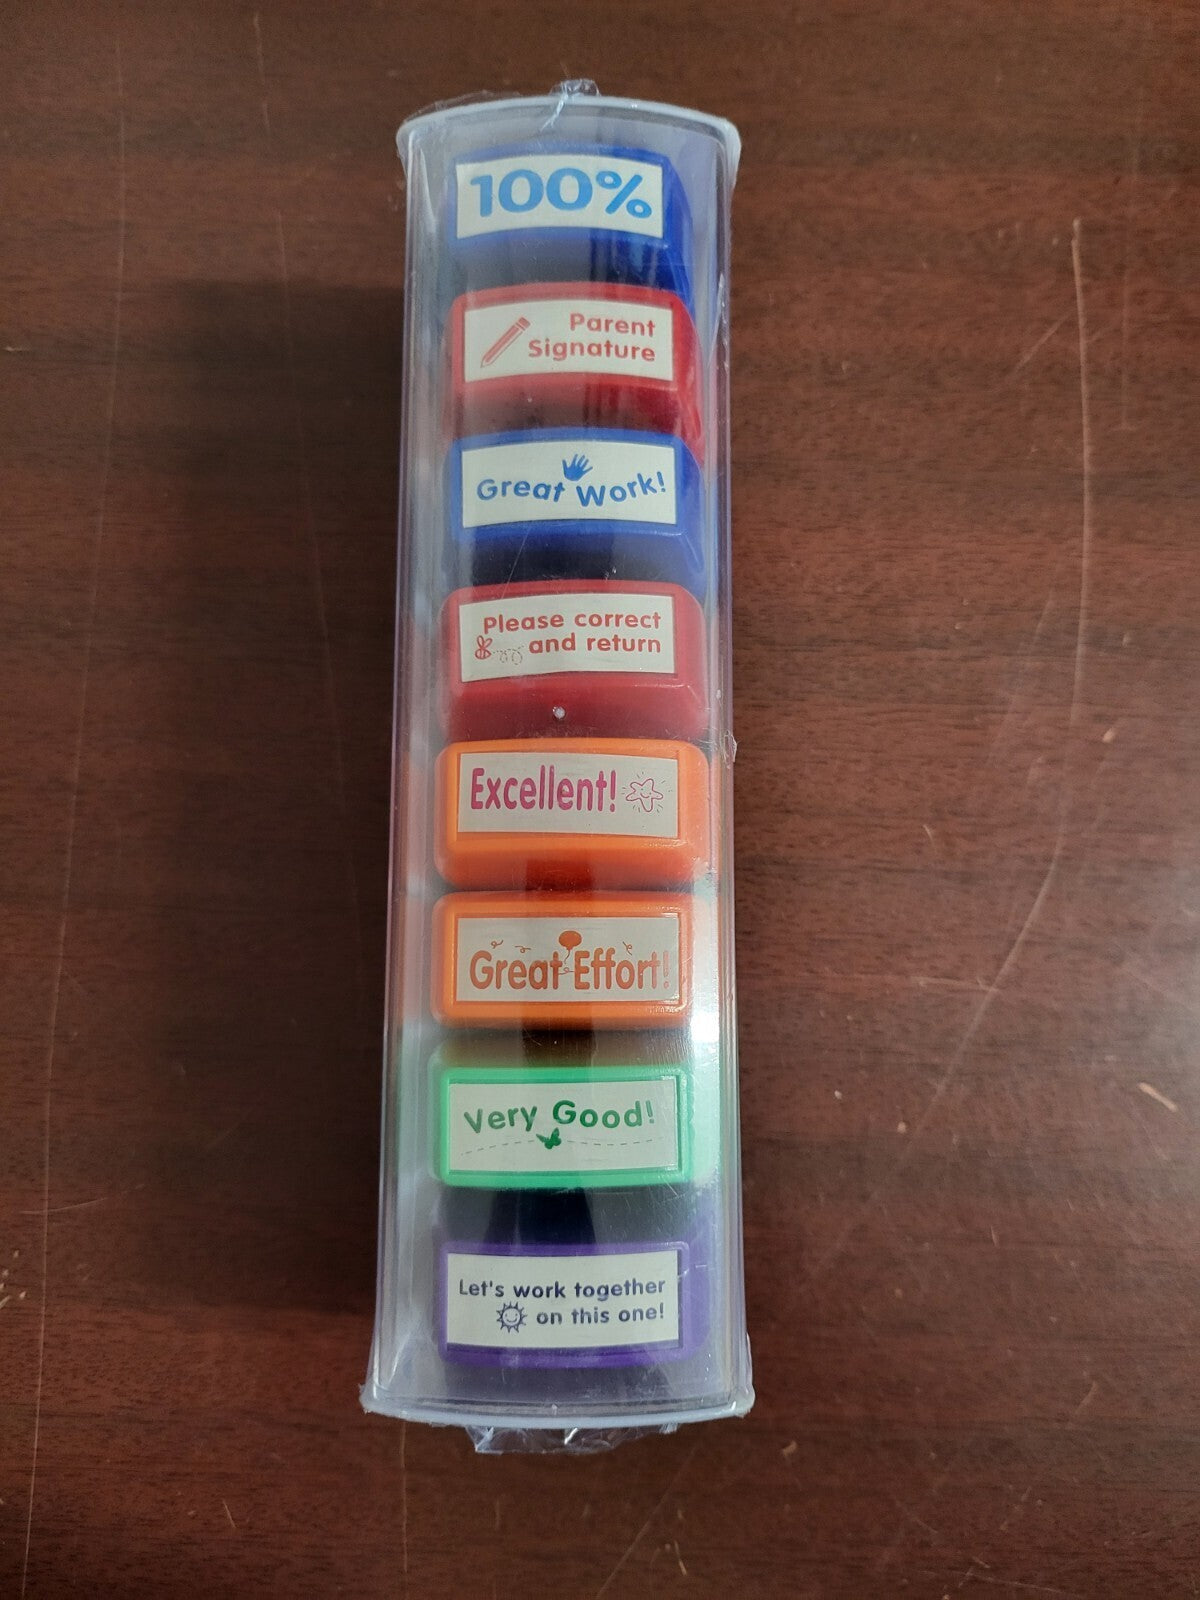 100%
Parent
Signature
Great Work!
Please correct
and return
Excellent!
Great Effort!
Very Good!
Let's work together
on this one!